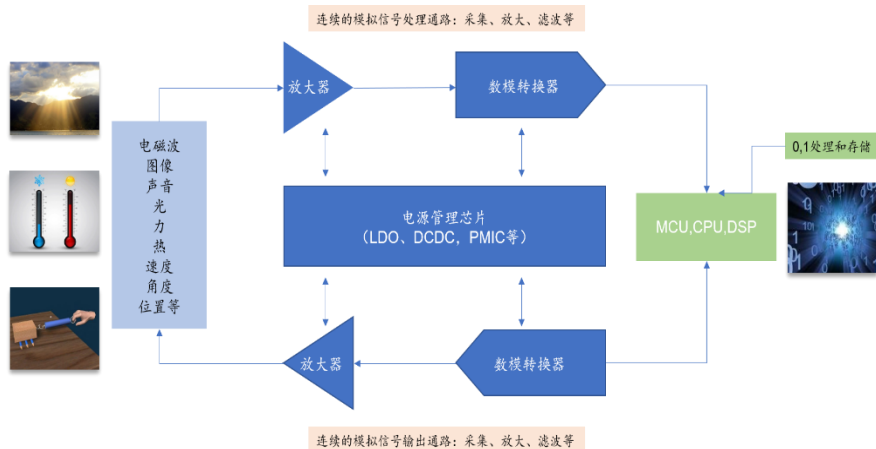 连续的模拟信号处理通路：采集、放大、滤波等
放大器
数模转换器
电磁波
图像
声音
光
力
热
速度
角度
位置等
0,1处理和存储
电源管理芯片
（LDO、DCDC，PMIC等）
MCU,CPU,DSP
放大器
数模转换器
连续的模拟信号输出通路：采集、放大、滤波等